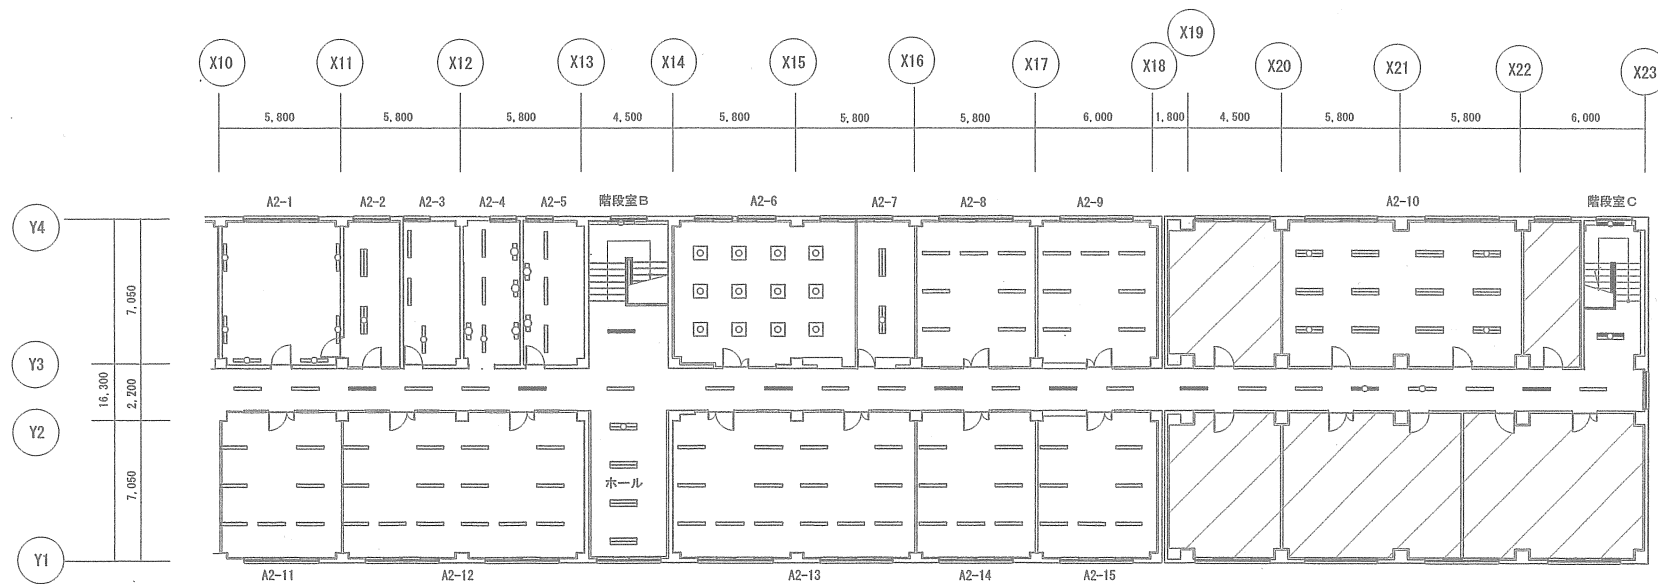 X19
X10 X11 X12 X13 X14 X15 X16 X17 X18 X20 X21 X22 X23
5,800 5,800 5,800 4,500 5,800 5,800 5,800 6,000 1,800 4,500 5,800 5,800 6,000
A2-1 A2-2 A2-3 A2-4 A2-5 階段室B A2-6 A2-7 A2-8 A2-9 A2-10 階段室C
Y4
7,050
Y3
16,300
2,200
Y2
7,050
ホール
Y1
A2-11 A2-12 A2-13 A2-14 A2-15